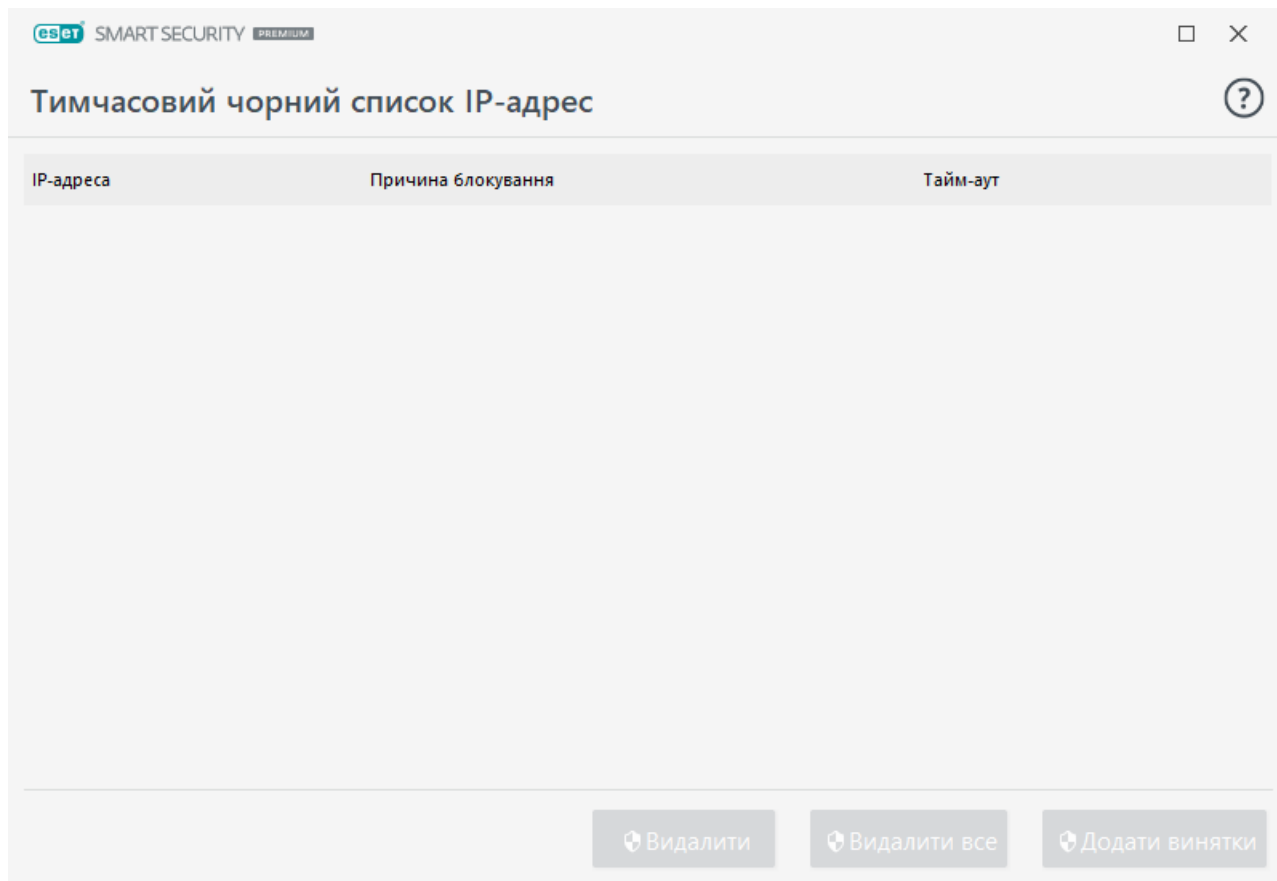 eset SMART SECURITY PREMIUM
Тимчасовий чорний список IP-адрес
?
IP-адреса Причина блокування Тайм-аут
Видалити Видалити все Додати винятки